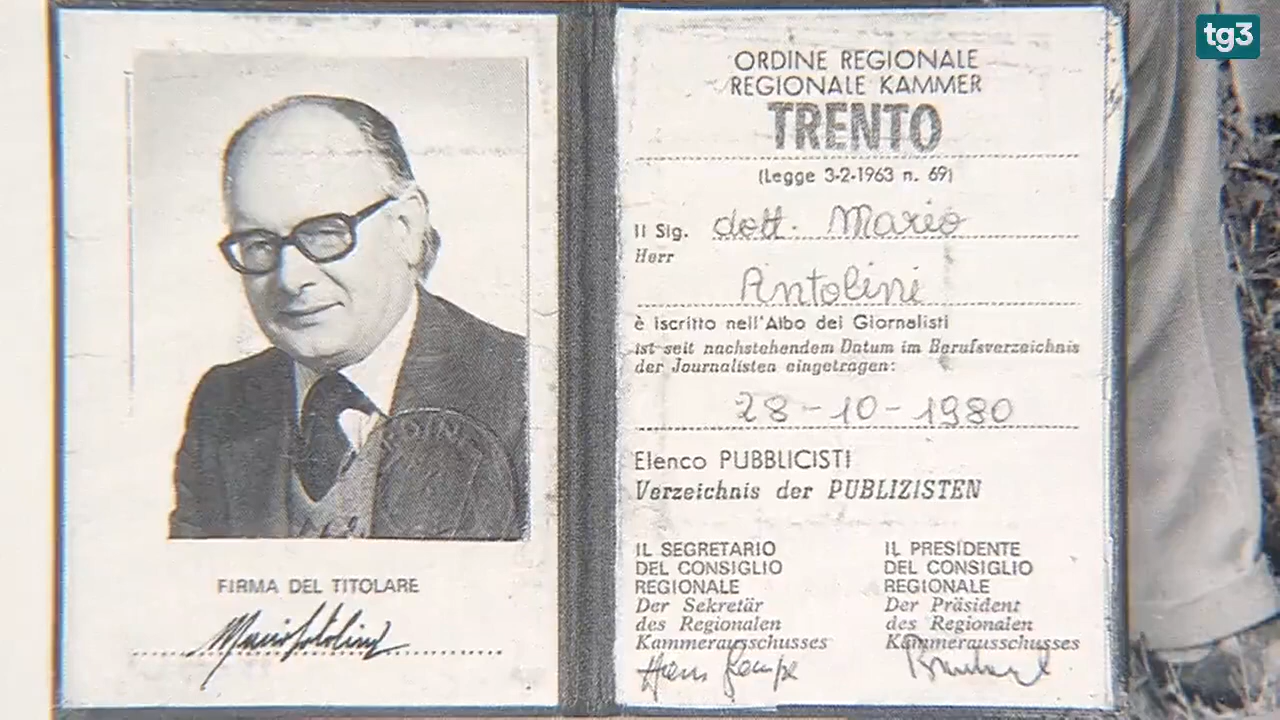 tg3
FIRMA DEL TITOLARE
Mario Antolini
ORDINE REGIONALE
REGIONALE KAMMER
TRENTO
(Legge 3-2-1963 n. 69)
Il Sig. dott. Mario
Herr
Antolini
è iscritto nell'Albo dei Giornalisti
ist seit nachstehendem Datum im Berufsverzeichnis
der Journalisten eingetragen:
28-10-1980
Elenco PUBBLICISTI
Verzeichnis der PUBLIZISTEN
IL SEGRETARIO
DEL CONSIGLIO
REGIONALE
Der Sekretär
des Regionalen
Kammerausschusses
IL PRESIDENTE
DEL CONSIGLIO
REGIONALE
Der Präsident
des Regionalen
Kammerausschusses